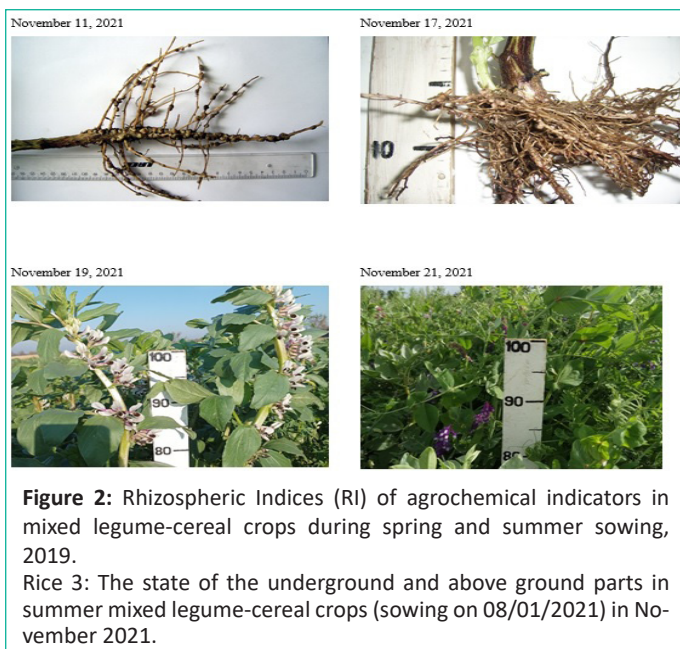 November 11, 2021
November 17, 2021
10
November 19, 2021
November 21, 2021
100
90
80
100
90
80
Figure 2: Rhizospheric Indices (RI) of agrochemical indicators in
mixed legume-cereal crops during spring and summer sowing,
2019.
Rice 3: The state of the underground and above ground parts in
summer mixed legume-cereal crops (sowing on 08/01/2021) in No-
vember 2021.